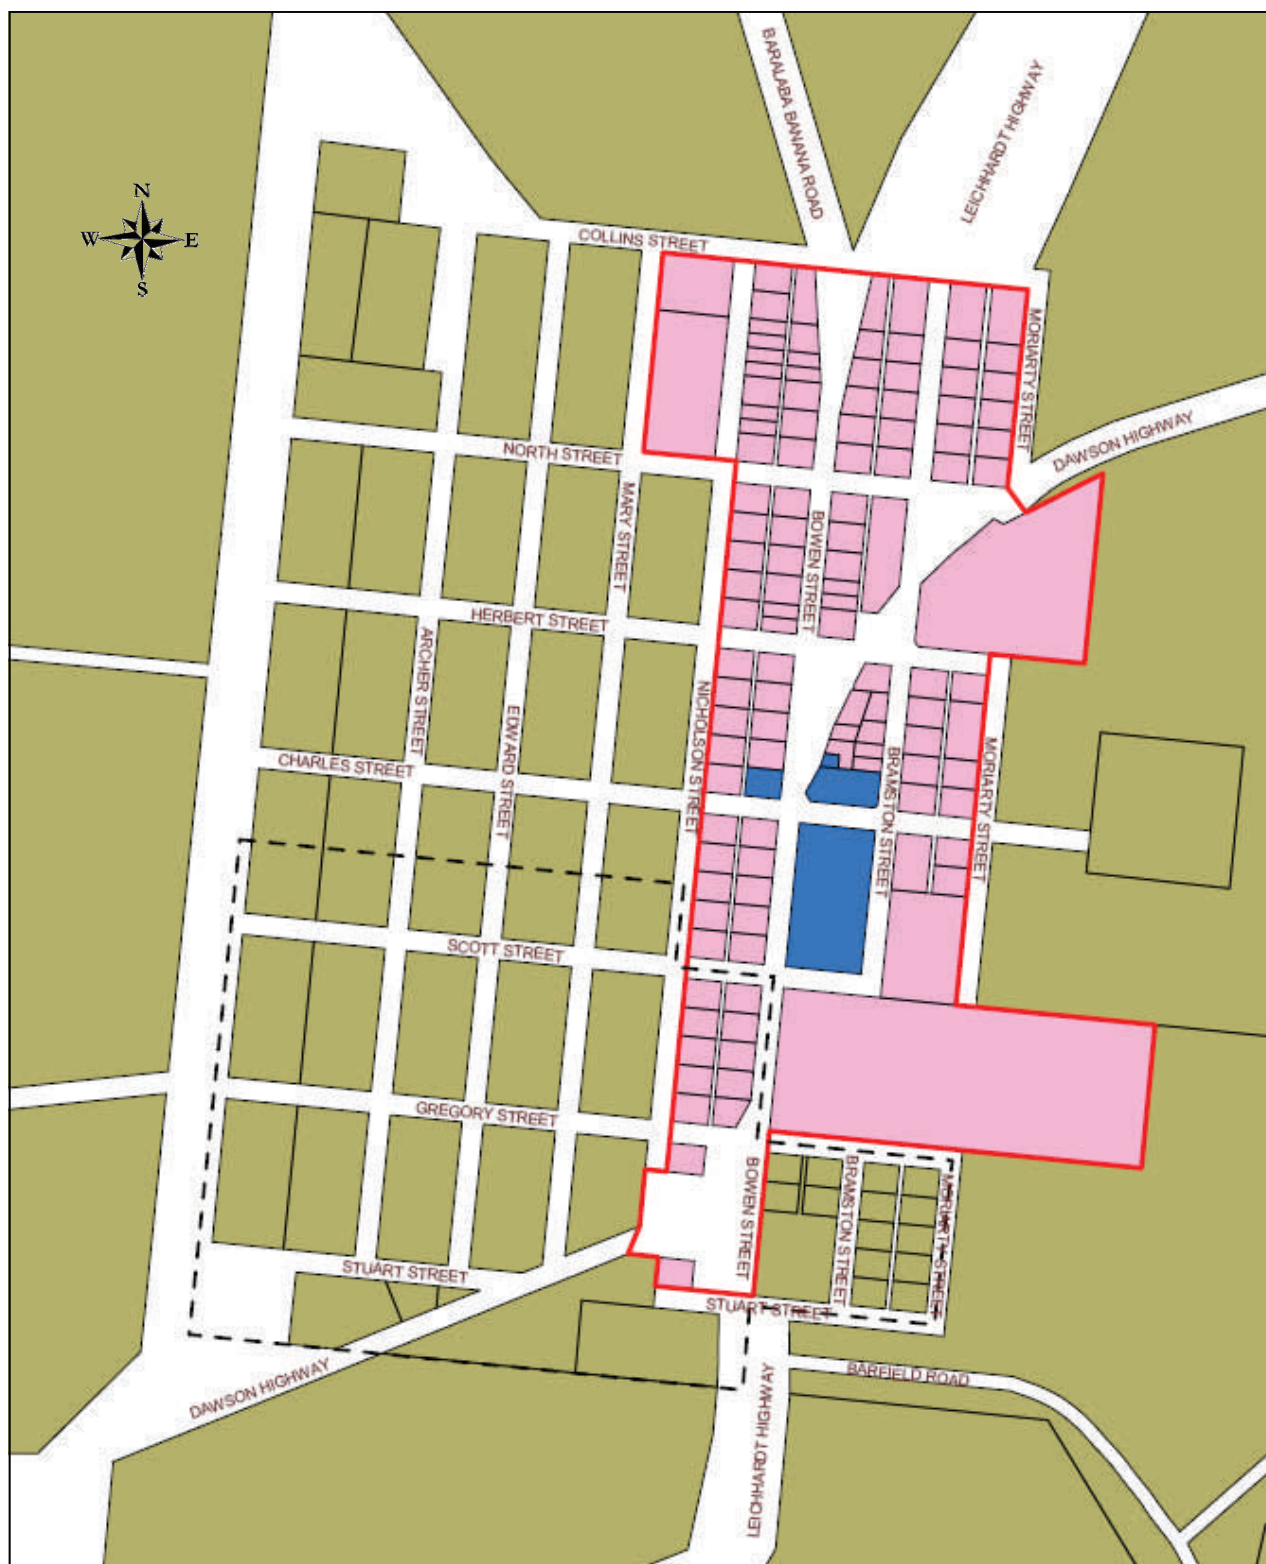 BARALABA BANANA ROAD
LEICHHARDT HIGHWAY
N
W
E
S
COLLINS STREET
MORIARTY STREET
DAWSON HIGHWAY
NORTH STREET
MARY STREET
BOWEN STREET
HERBERT STREET
ARCHER STREET
EDWARD STREET
NICHOLSON STREET
BRAMSTON STREET
MORIARTY STREET
CHARLES STREET
SCOTT STREET
GREGORY STREET
BOWEN STREET
BRAMSTON STREET
MORIARTY STREET
STUART STREET
STUART STREET
DAWSON HIGHWAY
BARFIELD ROAD
LEICHHARDT HIGHWAY